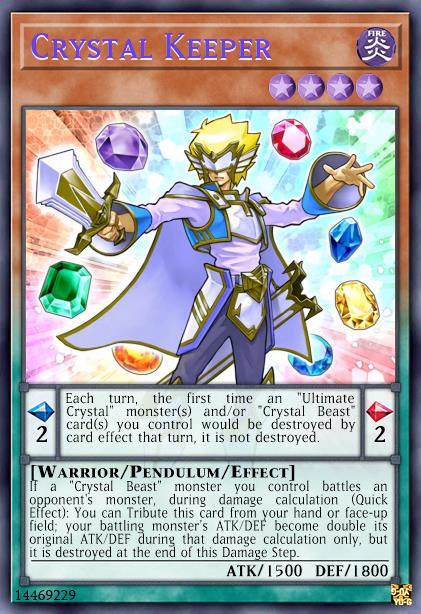 Crystal Keeper
FIRE
炎
Each turn, the first time an "Ultimate
Crystal" monster(s) and/or "Crystal Beast"
card(s) you control would be destroyed by
card effect that turn, it is not destroyed.
2
2
[Warrior/Pendulum/Effect]
If a "Crystal Beast" monster you control battles an
opponent's monster, during damage calculation (Quick
Effect): You can Tribute this card from your hand or face-up
field; your battling monster's ATK/DEF become double its
original ATK/DEF during that damage calculation only, but
it is destroyed at the end of this Damage Step.
ATK/1500 DEF/1800
14469229